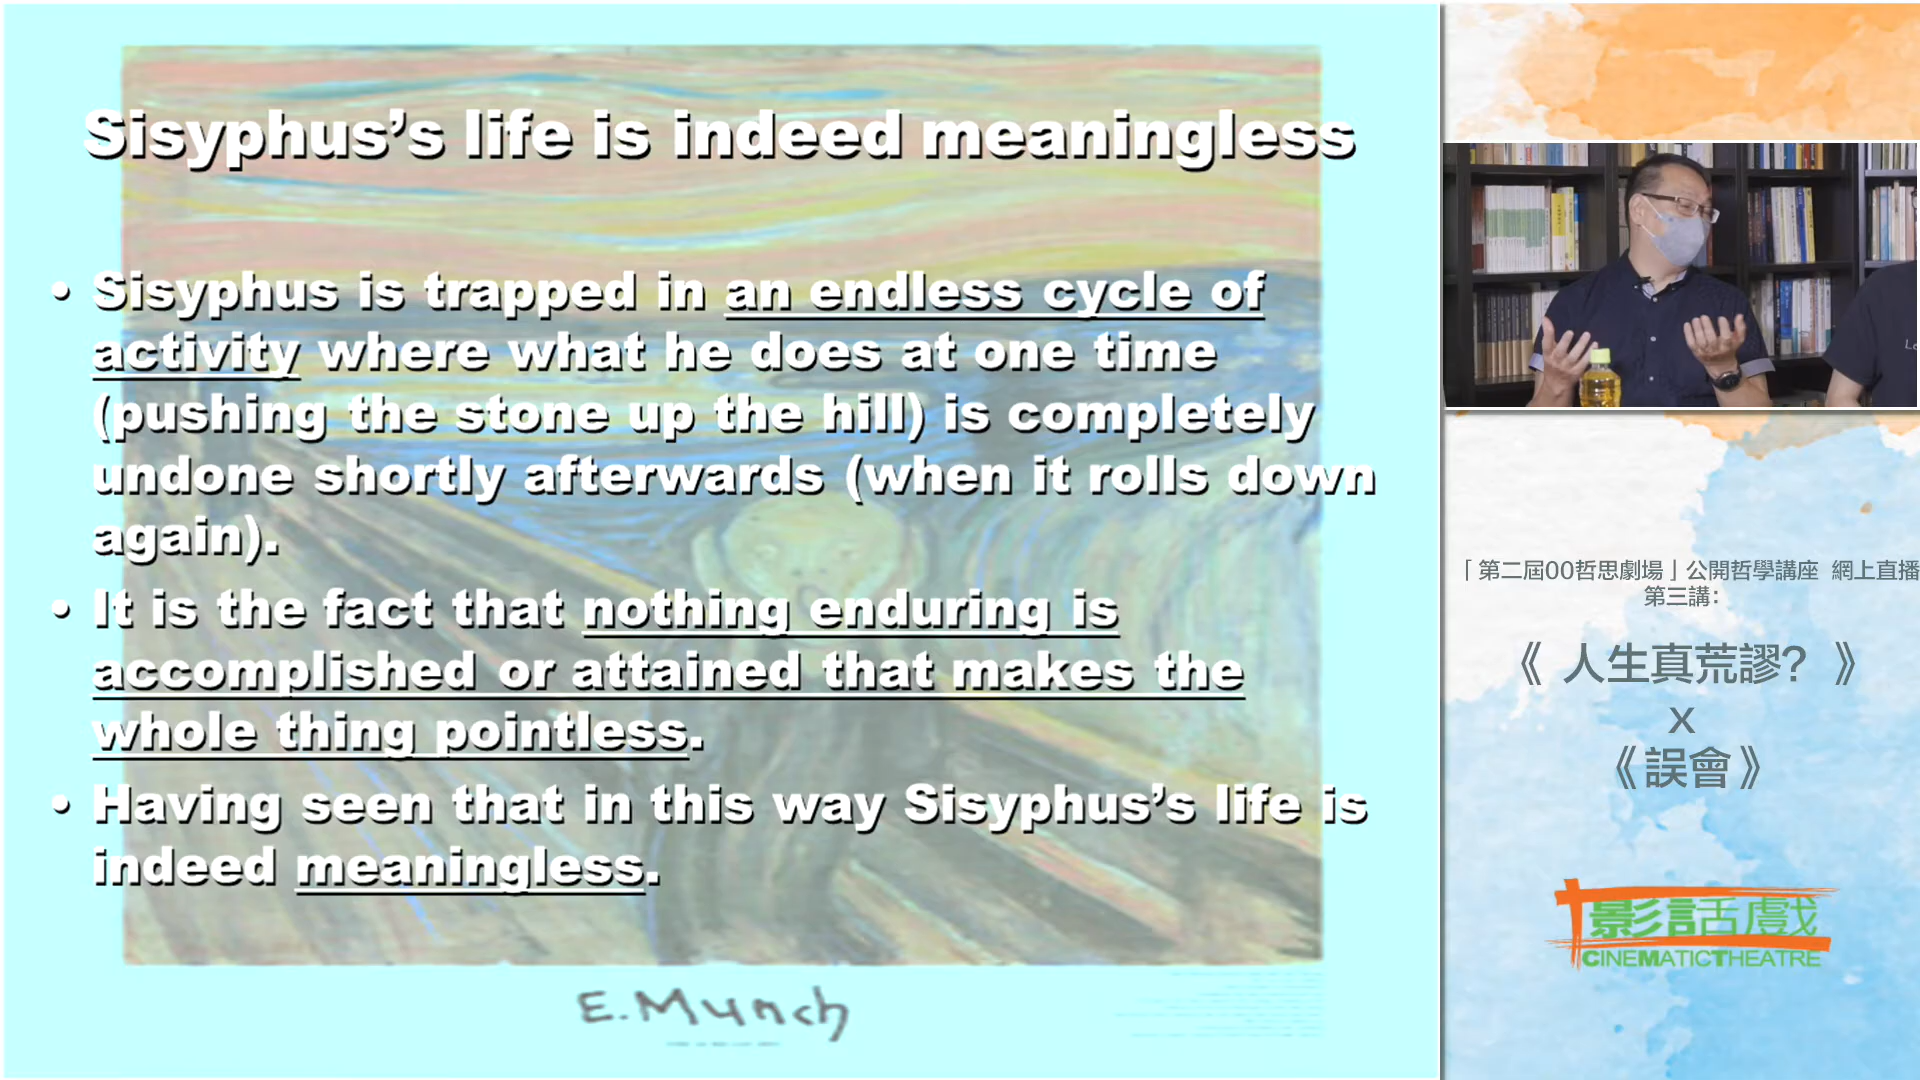 Sisyphus’s life is indeed meaningless
• Sisyphus is trapped in an endless cycle of
activity where what he does at one time
(pushing the stone up the hill) is completely
undone shortly afterwards (when it rolls down
again).
• It is the fact that nothing enduring is
accomplished or attained that makes the
whole thing pointless.
• Having seen that in this way Sisyphus’s life is
indeed meaningless.
E.Munch
「第二屆OO哲思劇場」公開哲學講座 網上直播
第三講：
《 人生真荒謬？ 》
x
《誤會》
影話戲
CINEMATICTHEATRE